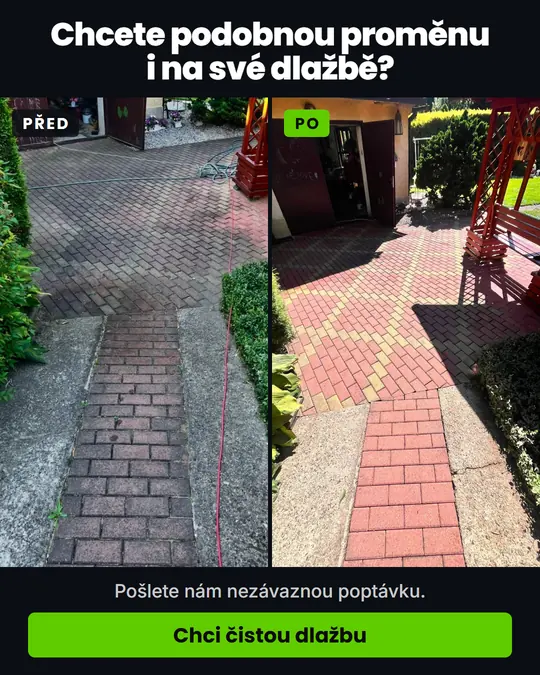 Chcete podobnou proměnu
i na své dlažbě?
PŘED
PO
Pošlete nám nezávaznou poptávku.
Chci čistou dlažbu